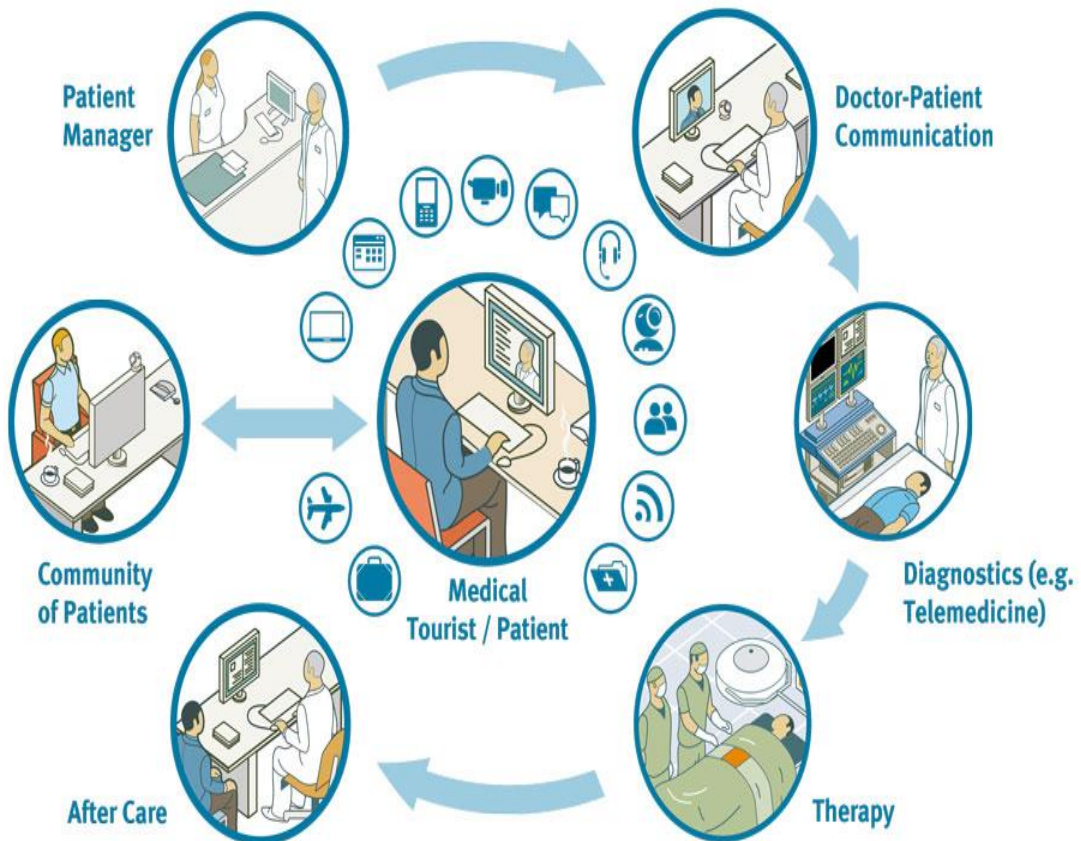 Patient
Manager
Doctor-Patient
Communication
Community
of Patients
Medical
Tourist / Patient
Diagnostics (e.g.
Telemedicine)
After Care
Therapy